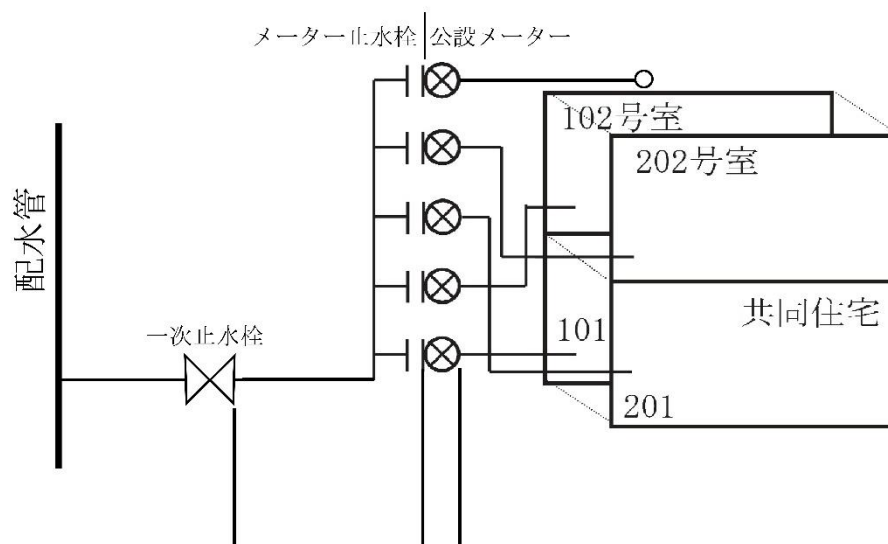 メーター止水栓
公設メーター
102号室
202号室
配水管
一次止水栓
101
共同住宅
201